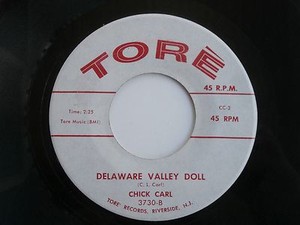 TORÈ
45 R.P.M.
Time: 2:25
CC-2
Tore Music (BMI)
45 RPM
DELAWARE VALLEY DOLL
(C. L. Carl)
CHICK CARL
3730-B
TORE' RECORDS, RIVERSIDE, N.J.